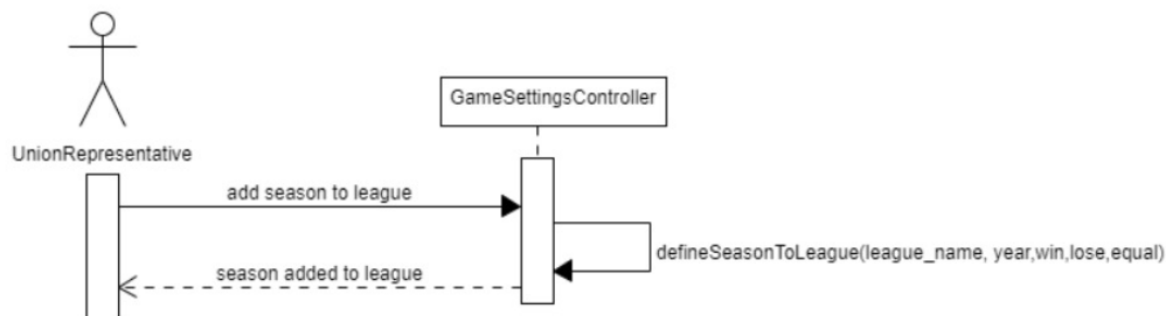 GameSettingsController
UnionRepresentative
add season to league
defineSeasonToLeague(league_name, year,win,lose,equal)
season added to league